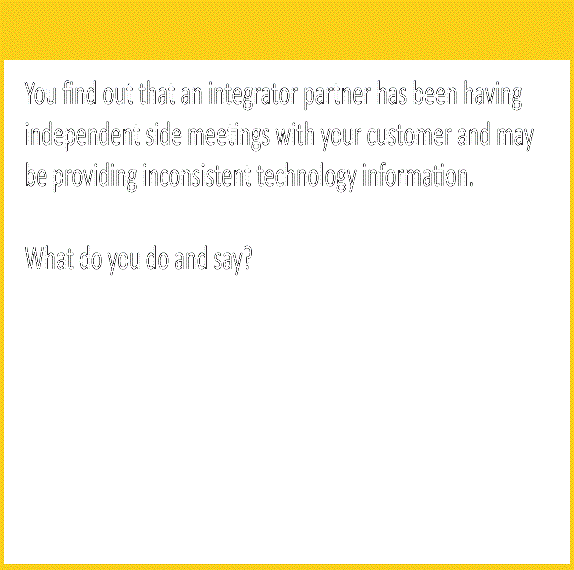 You find out that an integrator partner has been having
independent side meetings with your customer and may
be providing inconsistent technology information.
What do you do and say?